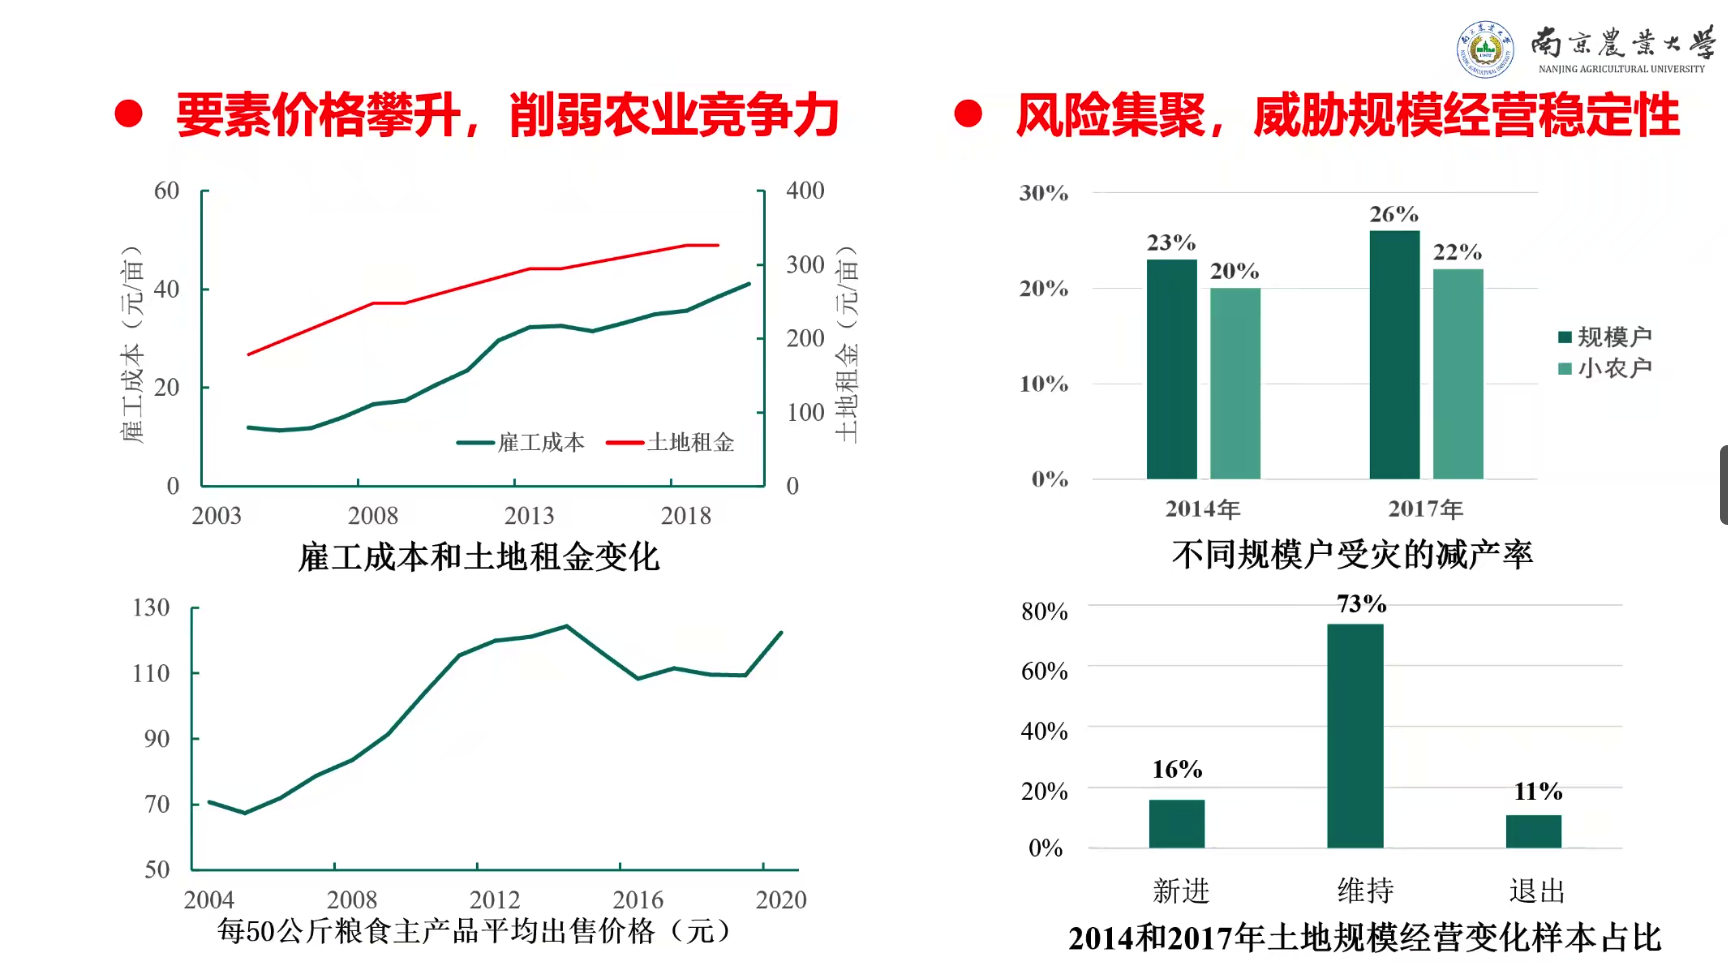 南京農業大學
NANJING AGRICULTURAL UNIVERSITY
● 要素价格攀升，削弱农业竞争力
60
40
20
0
雇工成本（元/亩）
400
300
200
100
0
土地租金（元/亩）
雇工成本
土地租金
2003 2008 2013 2018
雇工成本和土地租金变化
130
110
90
70
50
2004 2008 2012 2016 2020
每50公斤粮食主产品平均出售价格（元）
● 风险集聚，威胁规模经营稳定性
30%
20%
10%
0%
23%
20%
26%
22%
规模户
小农户
2014年 2017年
不同规模户受灾的减产率
80%
60%
40%
20%
0%
16%
73%
11%
新进 维持 退出
2014和2017年土地规模经营变化样本占比